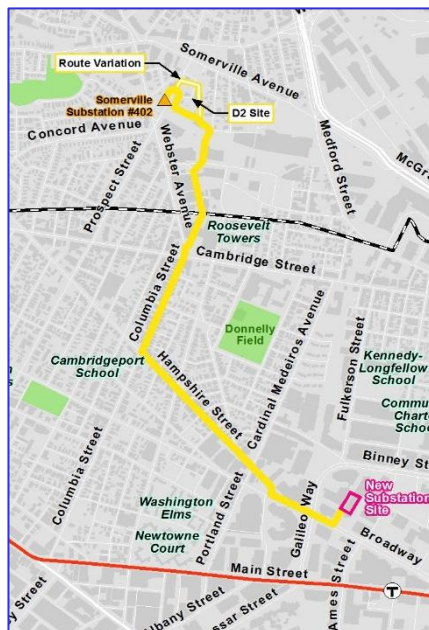 Somerville Avenue
Route Variation
Somerville
Substation #402
D2 Site
Concord Avenue
Medford Street
Webster Avenue
Prospect Street
Roosevelt
Towers
Cambridge Street
Columbia Street
Donnelly
Field
Cardinal Medeiros Avenue
Fulkerson Street
Cambridgeport
School
Hampshire Street
Kennedy-
Longfellow
School
Binney St
New
Substation
Site
Columbia Street
Washington
Elms
Portland Street
Galileo Way
Newtowne
Court
Broadway
Main Street
Ames Street
T